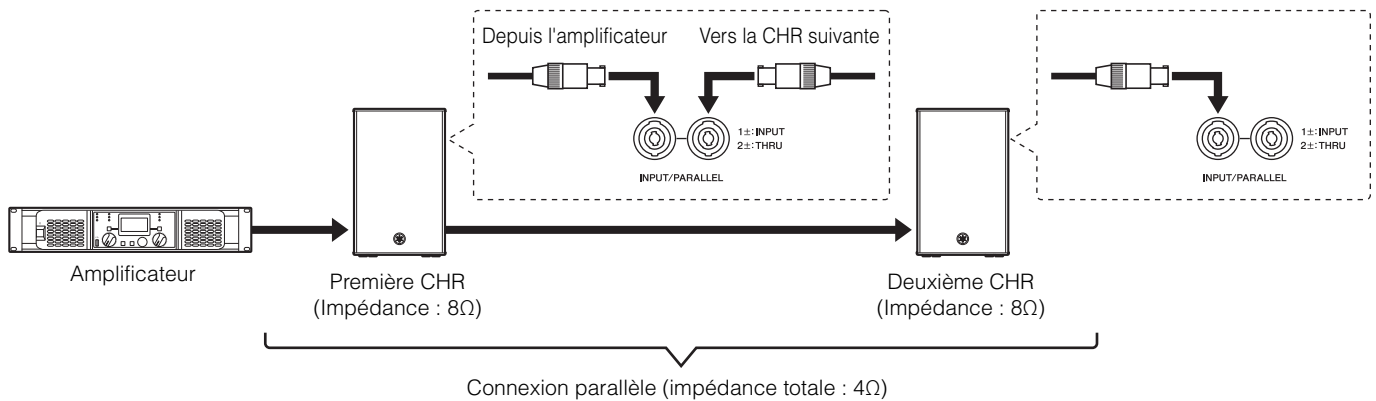 Depuis l'amplificateur
Vers la CHR suivante
1±:INPUT
2±:THRU
INPUT/PARALLEL
1±:INPUT
2±:THRU
INPUT/PARALLEL
Amplificateur
Première CHR
(Impédance : 8Ω)
Deuxième CHR
(Impédance : 8Ω)
Connexion parallèle (impédance totale : 4Ω)